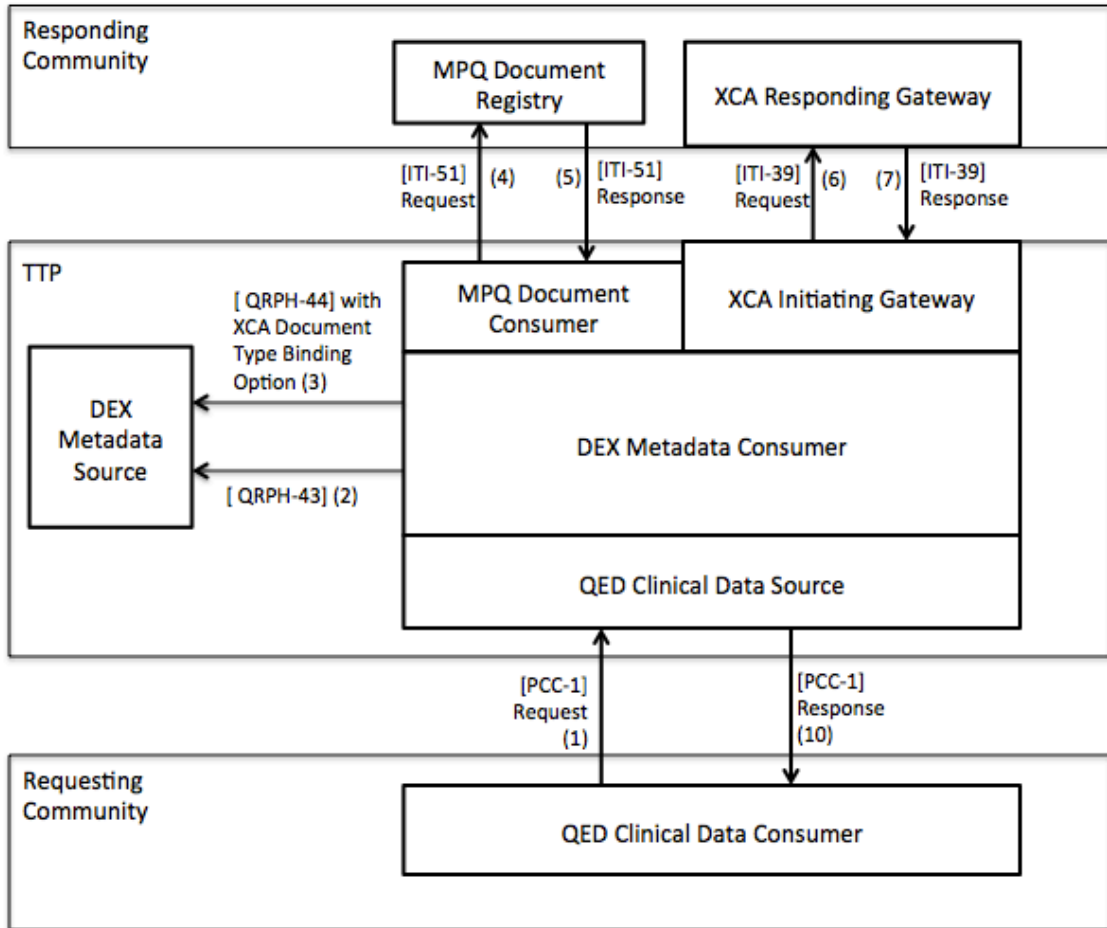 Responding
Community
MPQ Document
Registry
XCA Responding Gateway
[ITI-51]
Request
(4)
(5)
[ITI-51]
Response
[ITI-39]
Request
(6)
(7)
[ITI-39]
Response
TTP
MPQ Document
Consumer
XCA Initiating Gateway
[ QRPH-44] with
XCA Document
Type Binding
Option (3)
DEX
Metadata
Source
DEX Metadata Consumer
[ QRPH-43] (2)
QED Clinical Data Source
[PCC-1]
Request
(1)
[PCC-1]
Response
(10)
Requesting
Community
QED Clinical Data Consumer